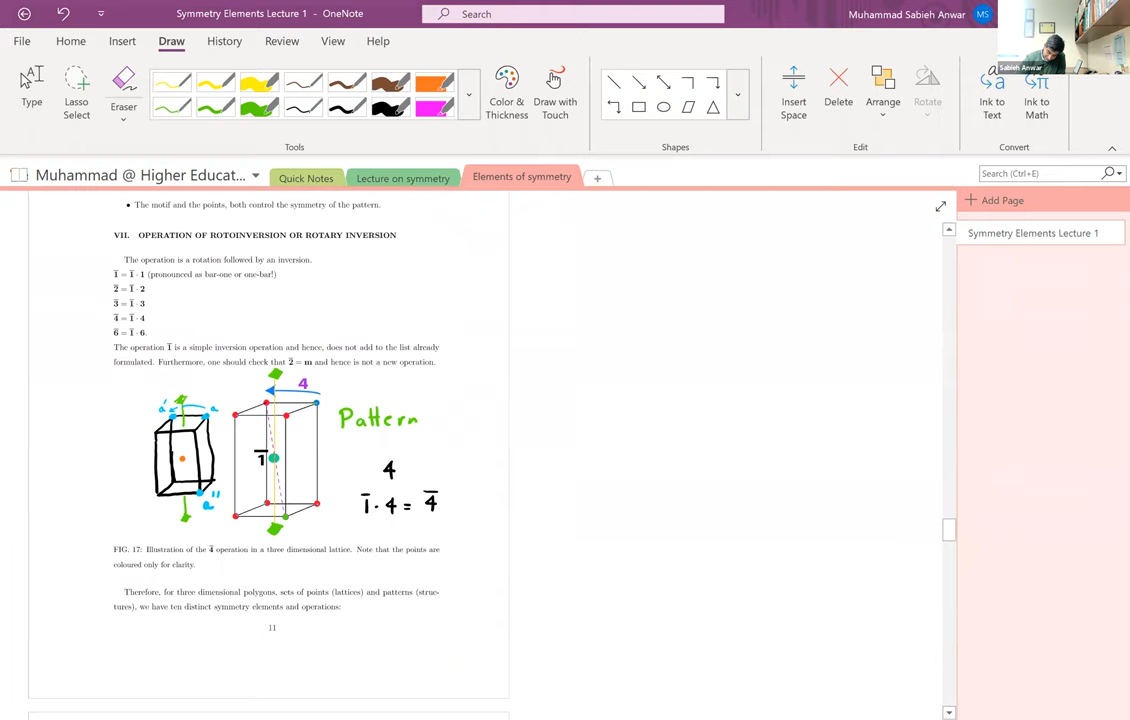 Symmetry Elements Lecture 1 - OneNote
Search
Muhammad Sabieh Anwar
MS
File
Home
Insert
Draw
History
Review
View
Help
Sabieh Anwar
Type
Lasso
Select
Eraser
Color &
Thickness
Draw with
Touch
Insert
Space
Delete
Arrange
Rotate
Ink to
Text
Ink to
Math
Tools
Shapes
Edit
Convert
Muhammad @ Higher Educat...
Quick Notes
Lecture on symmetry
Elements of symmetry
Search (Ctrl+E)
Add Page
Symmetry Elements Lecture 1
• The motif and the points, both control the symmetry of the pattern.
VII. OPERATION OF ROTOINVERSION OR ROTARY INVERSION
The operation is a rotation followed by an inversion.
1̅ = 1̅ · 1 (pronounced as bar-one or one-bar!)
2̅ = 1̅ · 2
3̅ = 1̅ · 3
4̅ = 1̅ · 4
6̅ = 1̅ · 6.
The operation 1̅ is a simple inversion operation and hence, does not add to the list already
formulated. Furthermore, one should check that 2̅ = m and hence is not a new operation.
4
a' a
Pattern
1̅
4
a''
1̅ · 4 = 4̅
FIG. 17: Illustration of the 4̅ operation in a three dimensional lattice. Note that the points are
coloured only for clarity.
Therefore, for three dimensional polygons, sets of points (lattices) and patterns (struc-
tures), we have ten distinct symmetry elements and operations:
11